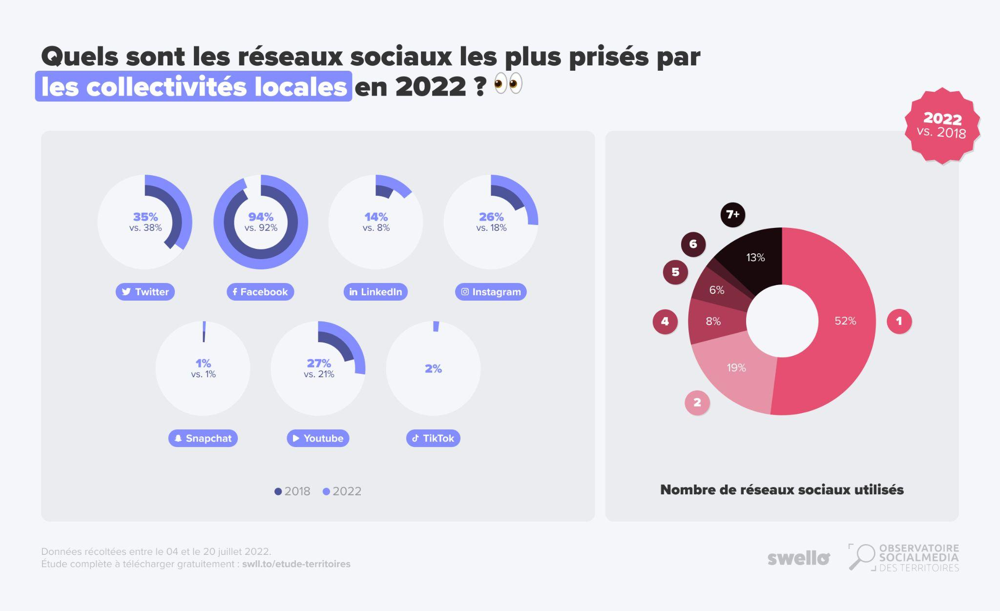 Quels sont les réseaux sociaux les plus prisés par
les collectivités locales en 2022 ? 👀
2022
vs. 2018
35%
vs. 38%
Twitter
94%
vs. 92%
Facebook
14%
vs. 8%
LinkedIn
26%
vs. 18%
Instagram
1%
vs. 1%
Snapchat
27%
vs. 21%
Youtube
2%
TikTok
2018
2022
7+
6
5
4
2
1
13%
6%
8%
19%
52%
Nombre de réseaux sociaux utilisés
Données récoltées entre le 04 et le 20 juillet 2022.
Étude complète à télécharger gratuitement : swll.to/etude-territoires
swello
OBSERVATOIRE
SOCIALMEDIA
DES TERRITOIRES